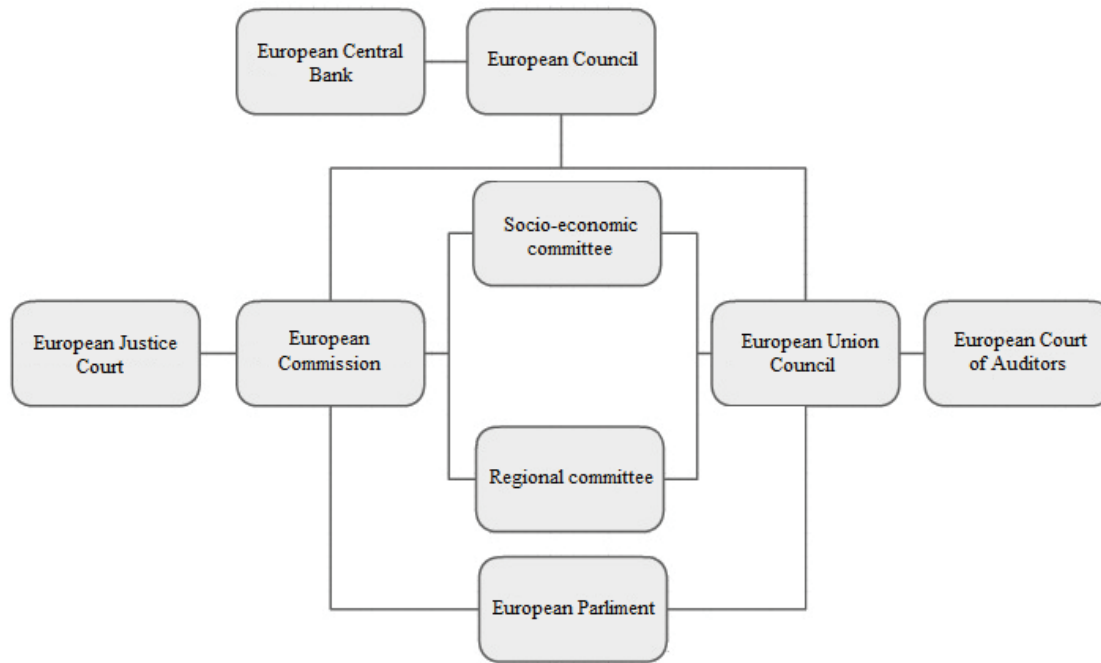 European Central
Bank
European Council
Socio-economic
committee
European Justice
Court
European
Commission
European Union
Council
European Court
of Auditors
Regional committee
European Parliment